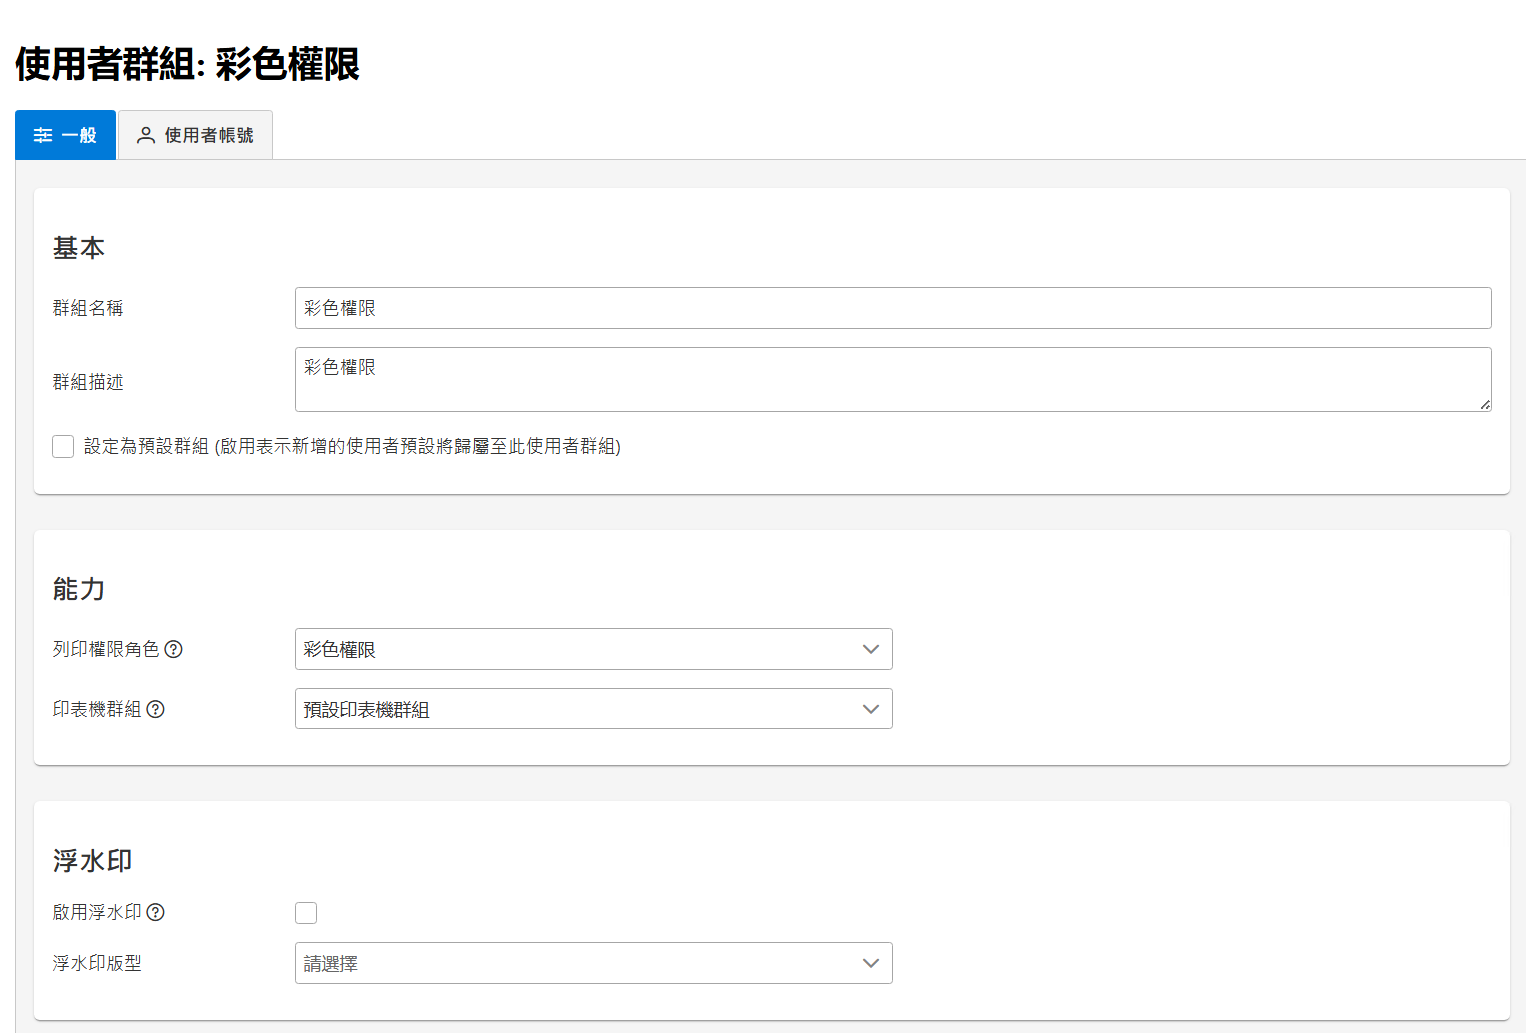 使用者群組: 彩色權限
一般
使用者帳號
基本
群組名稱
彩色權限
群組描述
彩色權限
設定為預設群組 (啟用表示新增的使用者預設將歸屬至此使用者群組)
能力
列印權限角色
彩色權限
印表機群組
預設印表機群組
浮水印
啟用浮水印
浮水印版型
請選擇